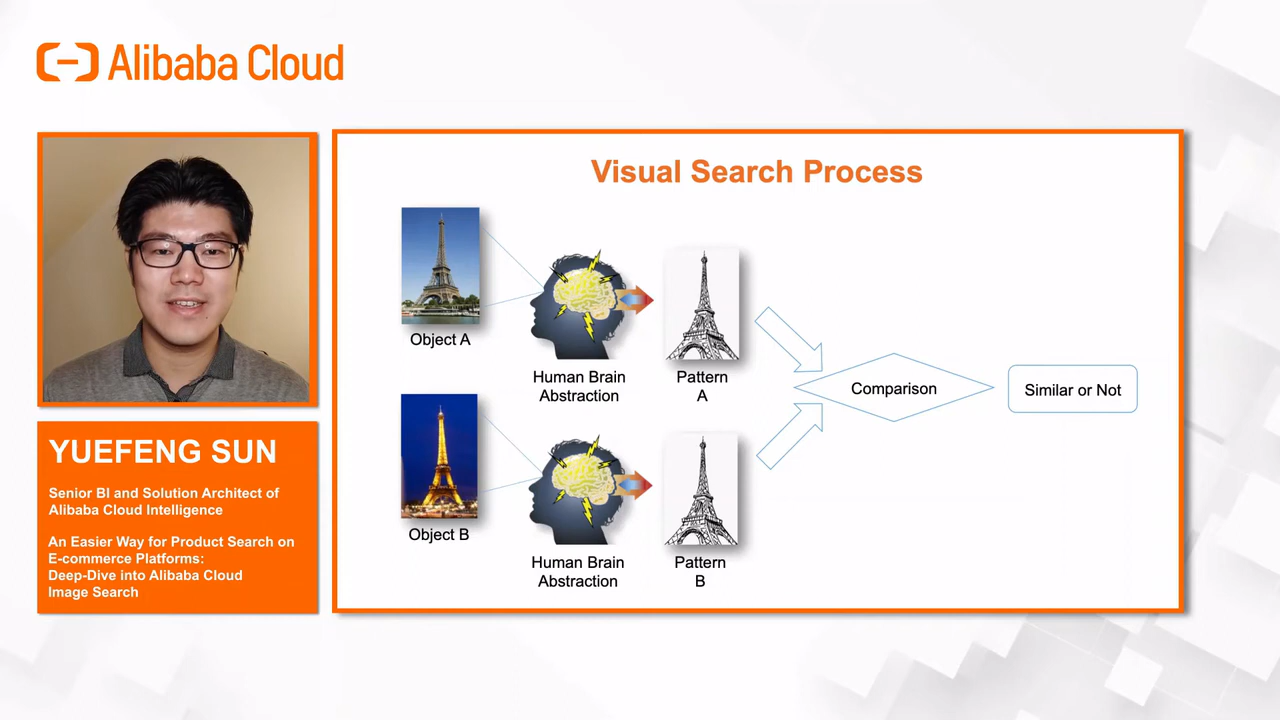 Alibaba Cloud
YUEFENG SUN
Senior BI and Solution Architect of
Alibaba Cloud Intelligence
An Easier Way for Product Search on
E-commerce Platforms:
Deep-Dive into Alibaba Cloud
Image Search
Visual Search Process
Object A
Human Brain
Abstraction
Pattern
A
Object B
Human Brain
Abstraction
Pattern
B
Comparison
Similar or Not